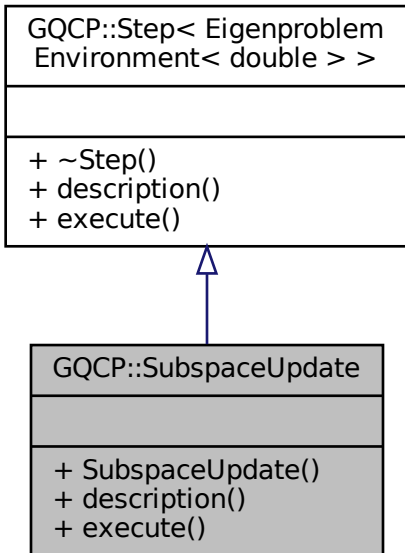 GQCP::Step< Eigenproblem
Environment< double > >
+ ~Step()
+ description()
+ execute()
GQCP::SubspaceUpdate
+ SubspaceUpdate()
+ description()
+ execute()